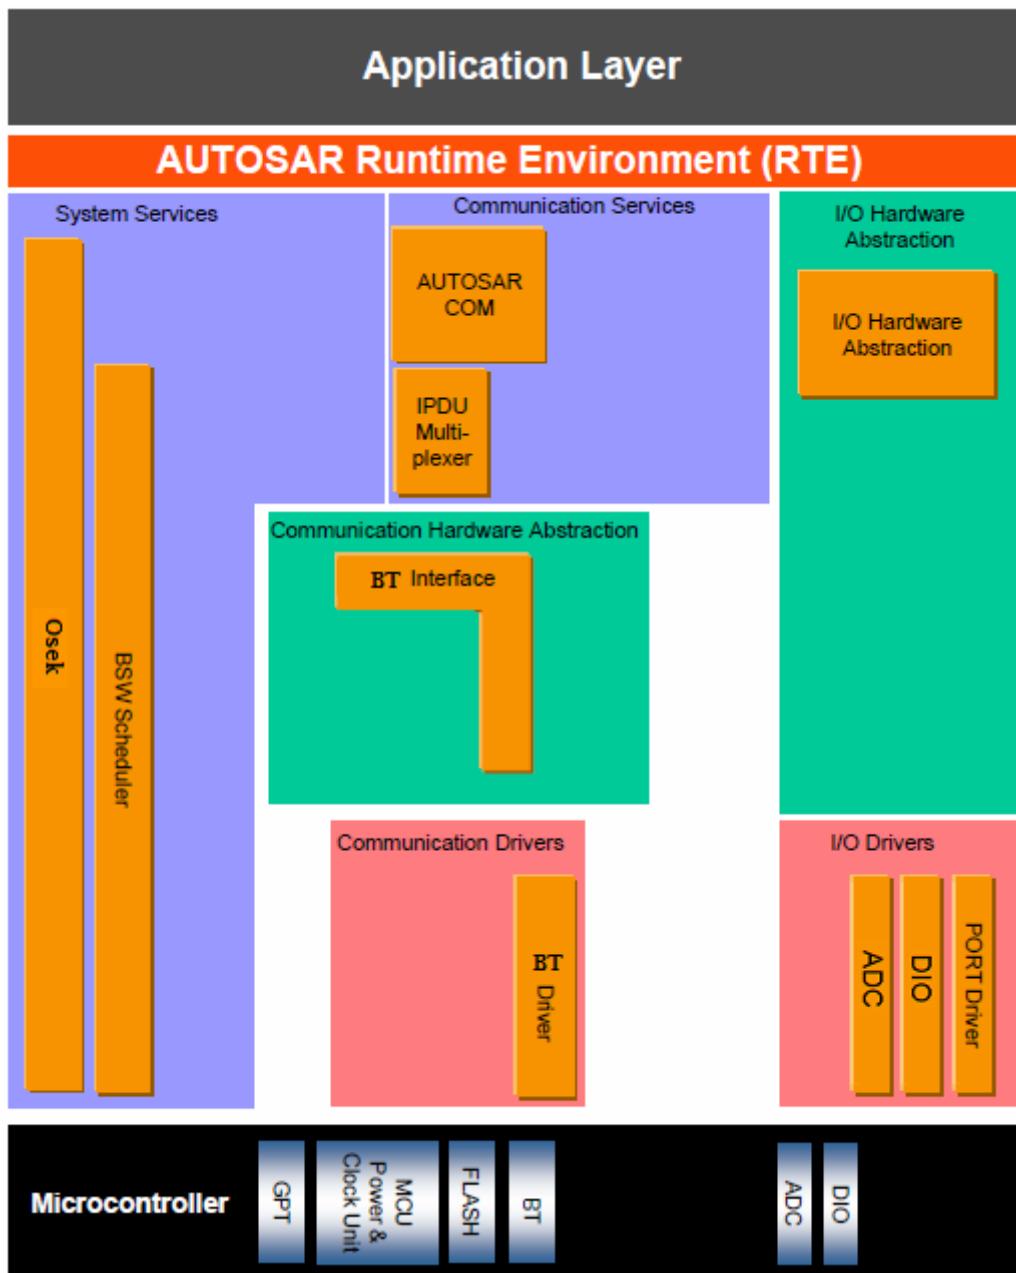 Application Layer
AUTOSAR Runtime Environment (RTE)
System Services
Osek
BSW Scheduler
Communication Services
AUTOSAR
COM
IPDU
Multi-
plexer
I/O Hardware
Abstraction
I/O Hardware
Abstraction
Communication Hardware Abstraction
BT Interface
Communication Drivers
BT
Driver
I/O Drivers
ADC
DIO
PORT Driver
Microcontroller
GPT
MCU
Power &
Clock Unit
FLASH
BT
ADC
DIO